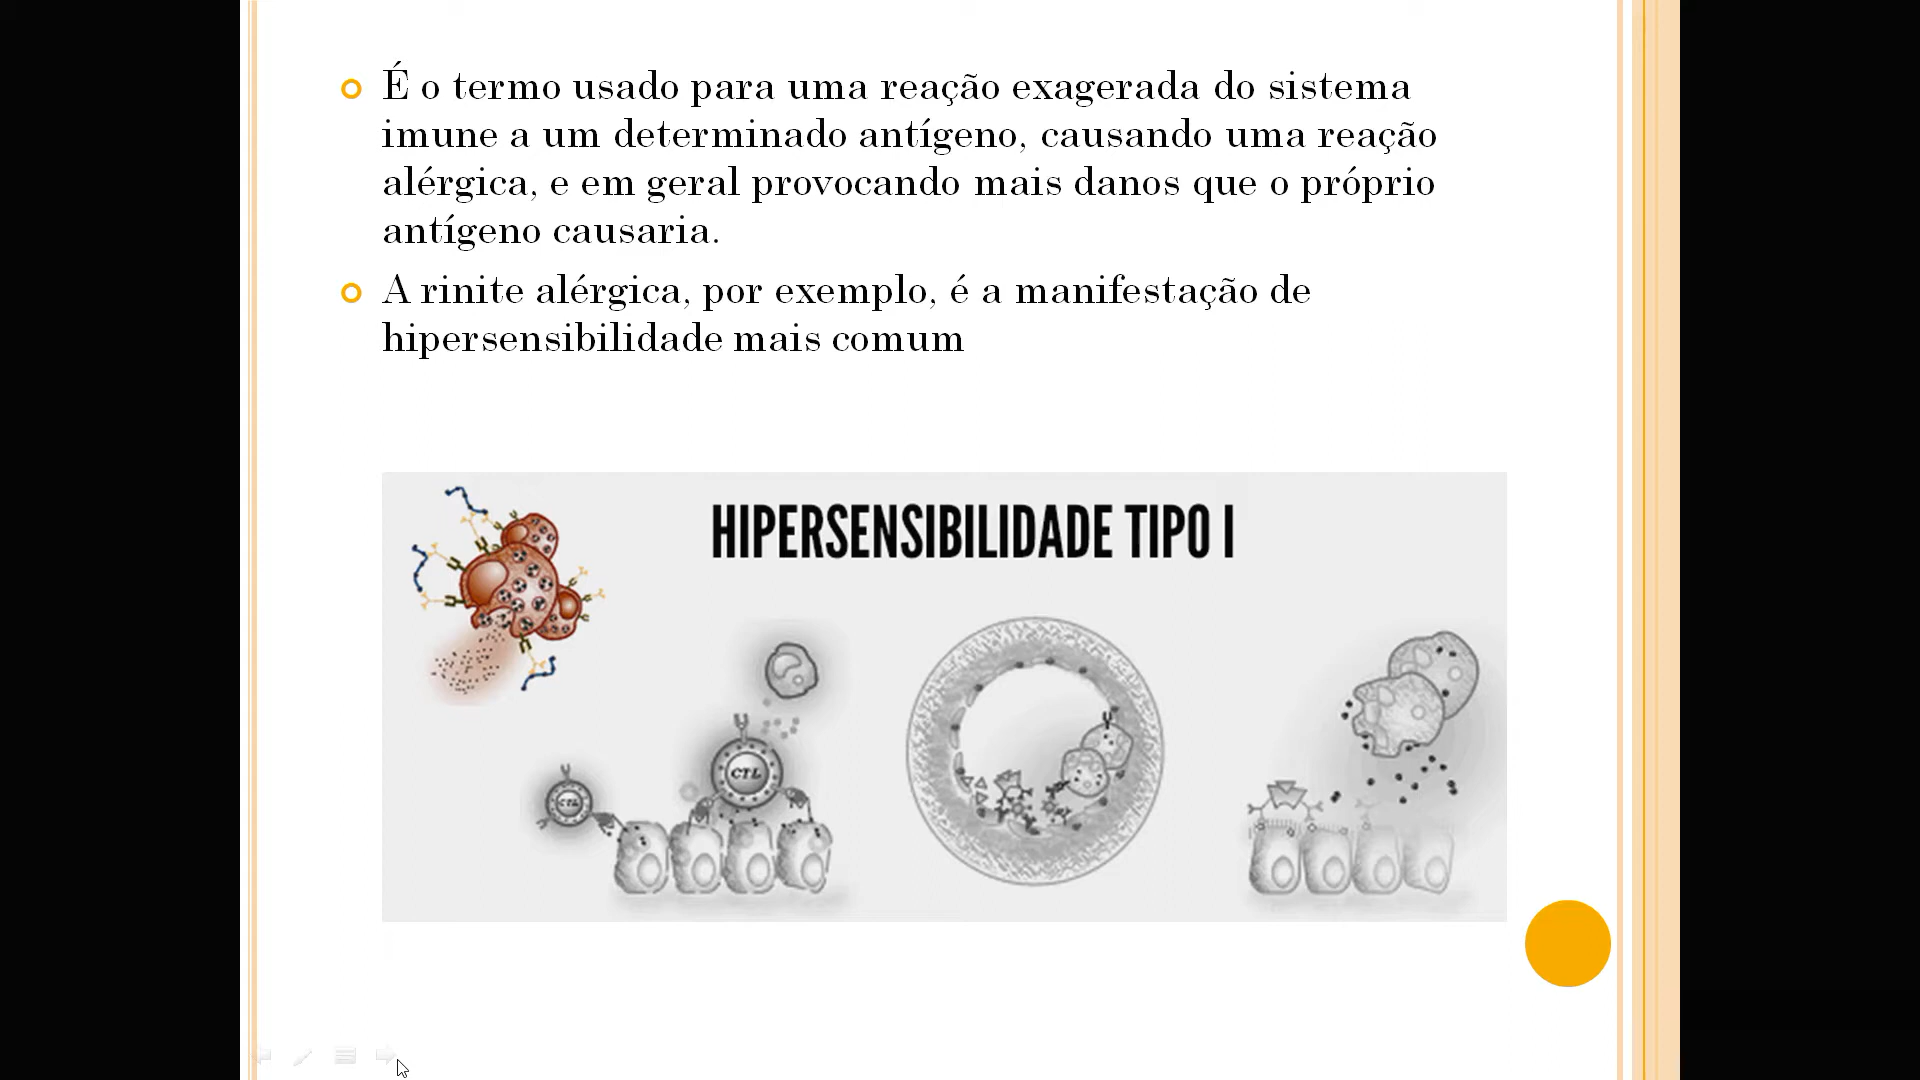 É o termo usado para uma reação exagerada do sistema
imune a um determinado antígeno, causando uma reação
alérgica, e em geral provocando mais danos que o próprio
antígeno causaria.
A rinite alérgica, por exemplo, é a manifestação de
hipersensibilidade mais comum
HIPERSENSIBILIDADE TIPO I
CTL
CTL